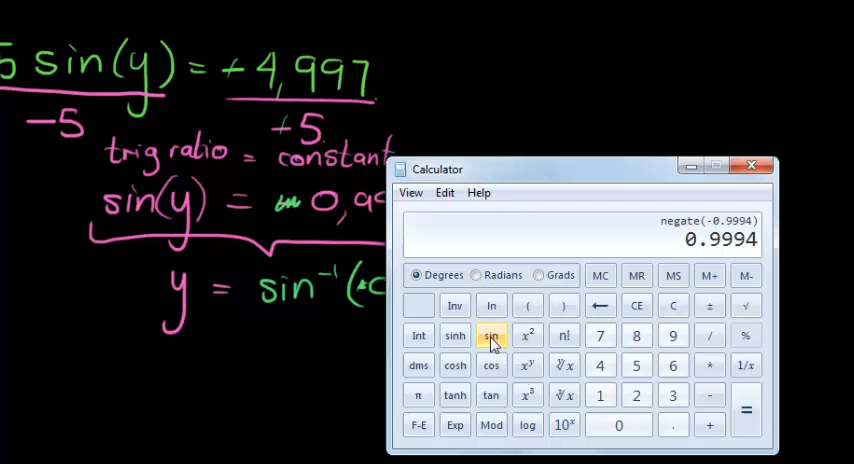 5 sin(y) = +4,997
-5 +5
trig ratio = constant
sin(y) = 0,99
y = sin⁻¹(
Calculator
View Edit Help
negate(-0.9994)
0.9994
Degrees Radians Grads MC MR MS M+ M-
Inv ln ( ) ← CE C ± √
Int sinh sin x² n! 7 8 9 / %
dms cosh cos xʸ ʸ√x 4 5 6 * 1/x
π tanh tan x³ ³√x 1 2 3 - =
F-E Exp Mod log 10ˣ 0 . +